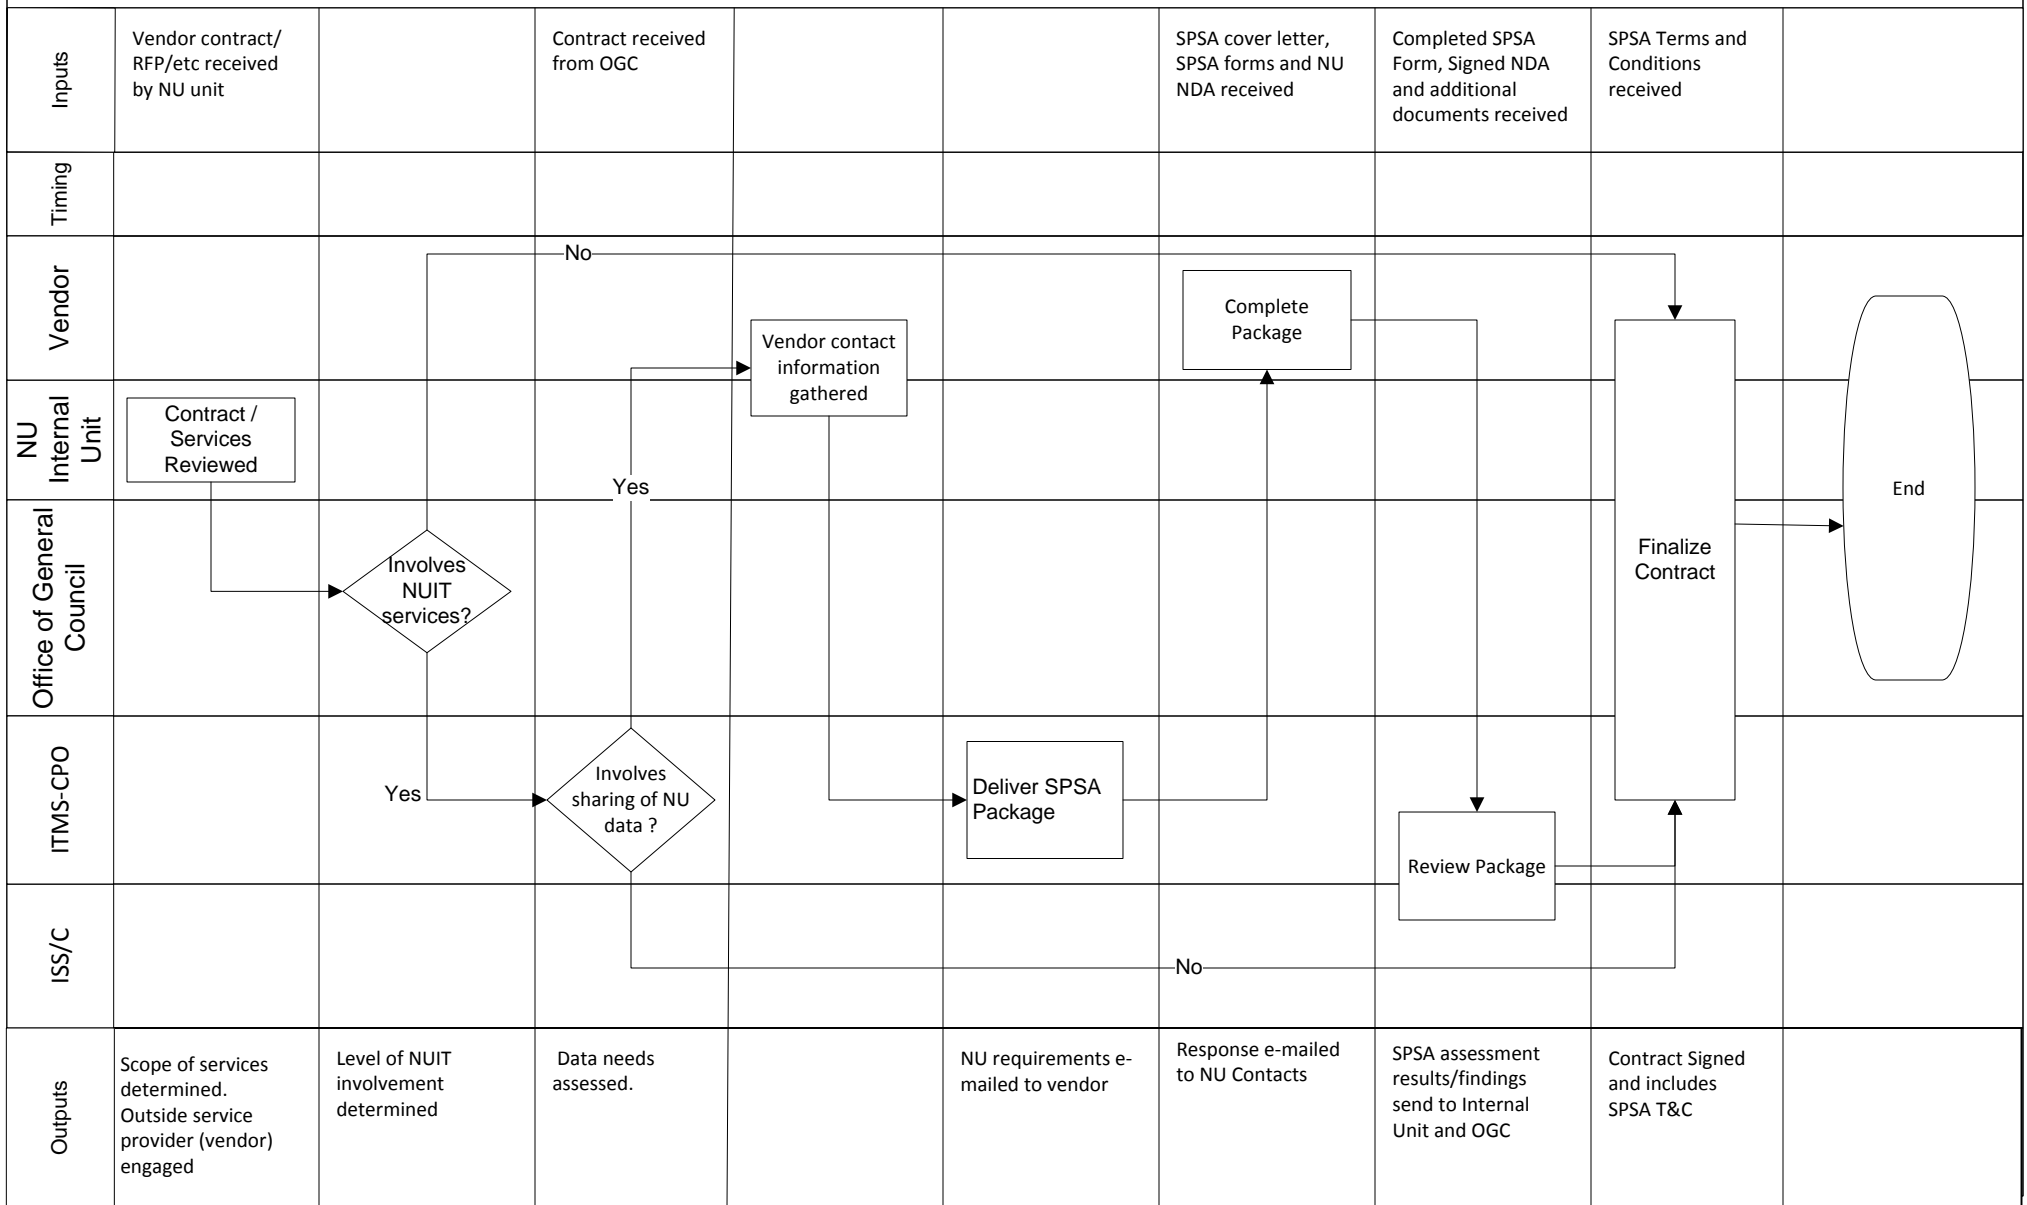 Inputs
Vendor contract/
RFP/etc received
by NU unit
Contract received
from OGC
SPSA cover letter,
SPSA forms and NU
NDA received
Completed SPSA
Form, Signed NDA
and additional
documents received
SPSA Terms and
Conditions
received
Timing
Vendor
No
Vendor contact
information
gathered
Complete
Package
NU
Internal
Unit
Contract /
Services
Reviewed
Yes
End
Office of General
Council
Involves
NUIT
services?
Finalize
Contract
ITMS-CPO
Yes
Involves
sharing of NU
data ?
Deliver SPSA
Package
Review Package
ISS/C
No
Outputs
Scope of services
determined.
Outside service
provider (vendor)
engaged
Level of NUIT
involvement
determined
Data needs
assessed.
NU requirements e-
mailed to vendor
Response e-mailed
to NU Contacts
SPSA assessment
results/findings
send to Internal
Unit and OGC
Contract Signed
and includes
SPSA T&C